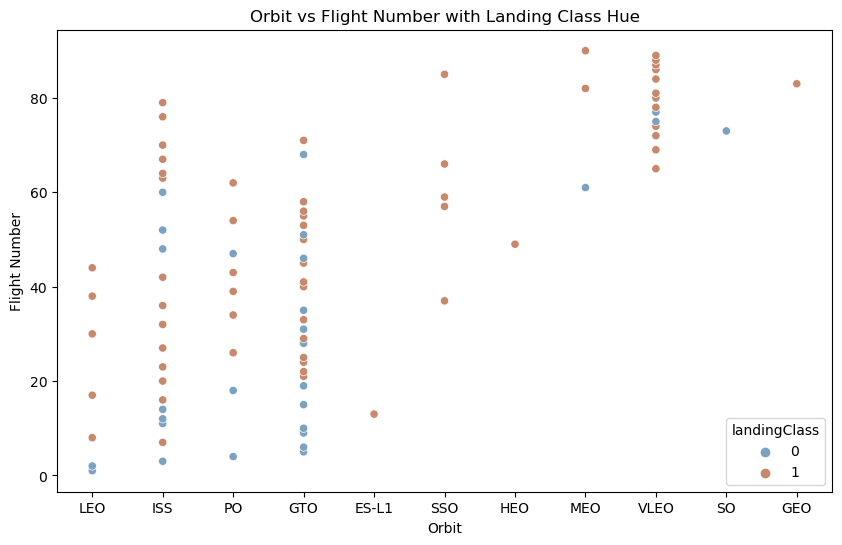 Orbit vs Flight Number with Landing Class Hue
Flight Number
80
60
40
20
0
landingClass
0
1
LEO ISS PO GTO ES-L1 SSO HEO MEO VLEO SO GEO
Orbit